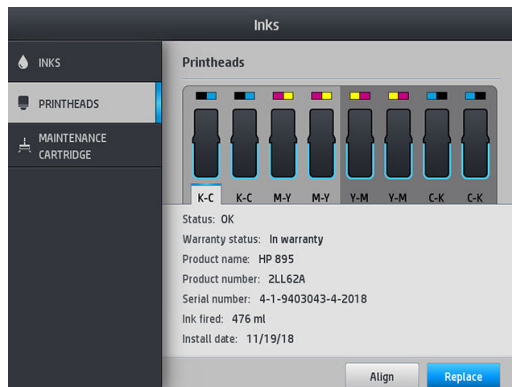 Inks
INKS
PRINTHEADS
MAINTENANCE
CARTRIDGE
Printheads
K-C K-C M-Y M-Y Y-M Y-M C-K C-K
Status: OK
Warranty status: In warranty
Product name: HP 895
Product number: 2LL62A
Serial number: 4-1-9403043-4-2018
Ink fired: 476 ml
Install date: 11/19/18
Align Replace